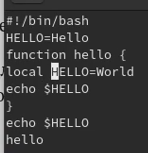 #!/bin/bash
HELLO=Hello
function hello {
local HELLO=World
echo $HELLO
}
echo $HELLO
hello